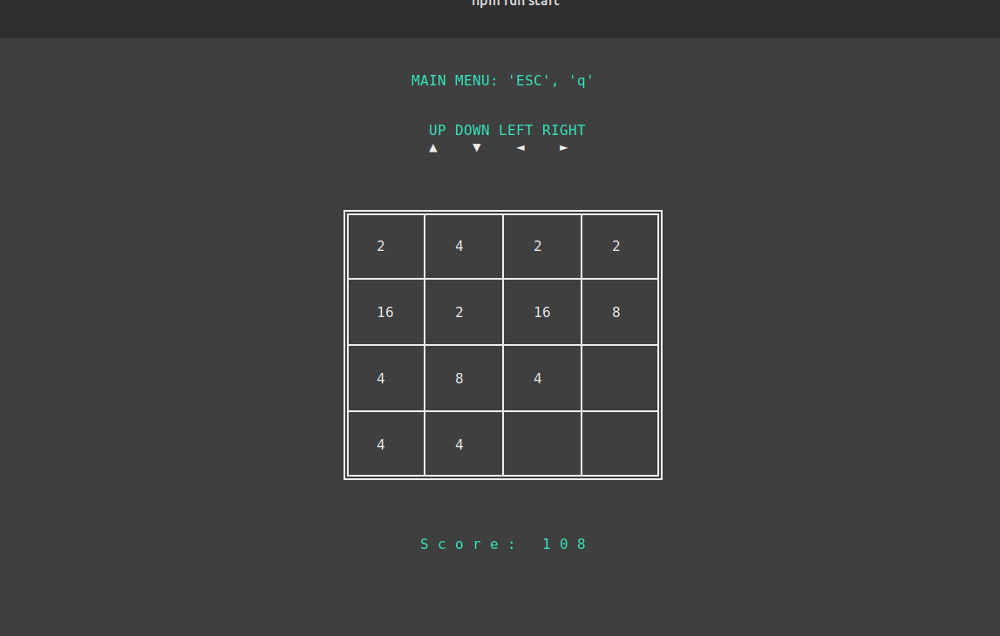 npm run start
MAIN MENU: 'ESC', 'q'
UP DOWN LEFT RIGHT
▲ ▼ ◄ ►
2 4 2 2
16 2 16 8
4 8 4
4 4
S c o r e : 1 0 8